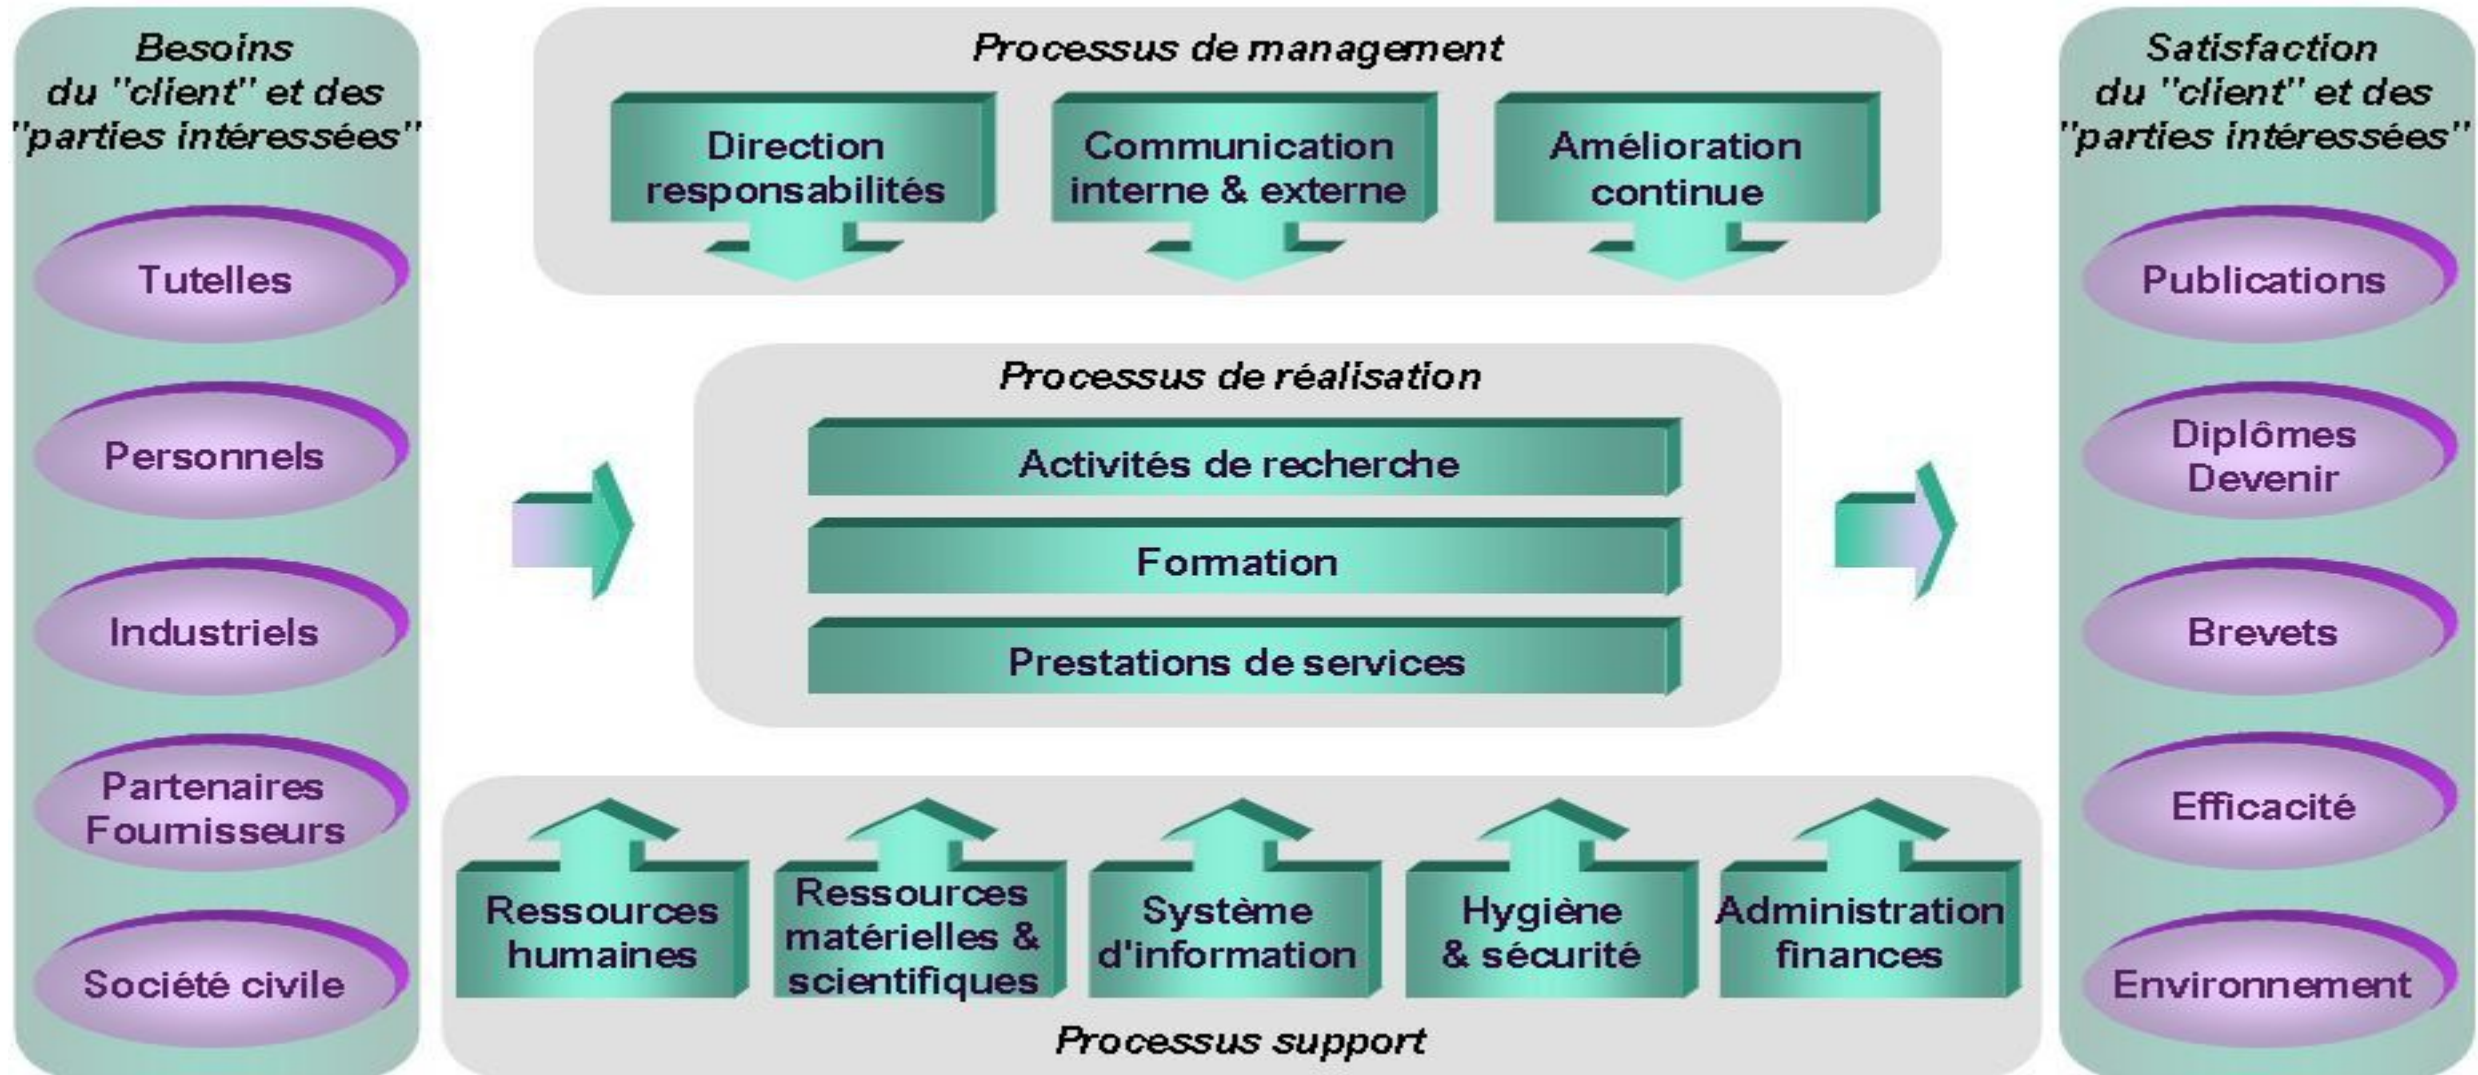 Besoins
du "client" et des
"parties intéressées"
Tutelles
Personnels
Industriels
Partenaires
Fournisseurs
Société civile
Processus de management
Direction
responsabilités
Communication
interne & externe
Amélioration
continue
Processus de réalisation
Activités de recherche
Formation
Prestations de services
Ressources
humaines
Ressources
matérielles &
scientifiques
Système
d'information
Hygiène
& sécurité
Administration
finances
Processus support
Satisfaction
du "client" et des
"parties intéressées"
Publications
Diplômes
Devenir
Brevets
Efficacité
Environnement